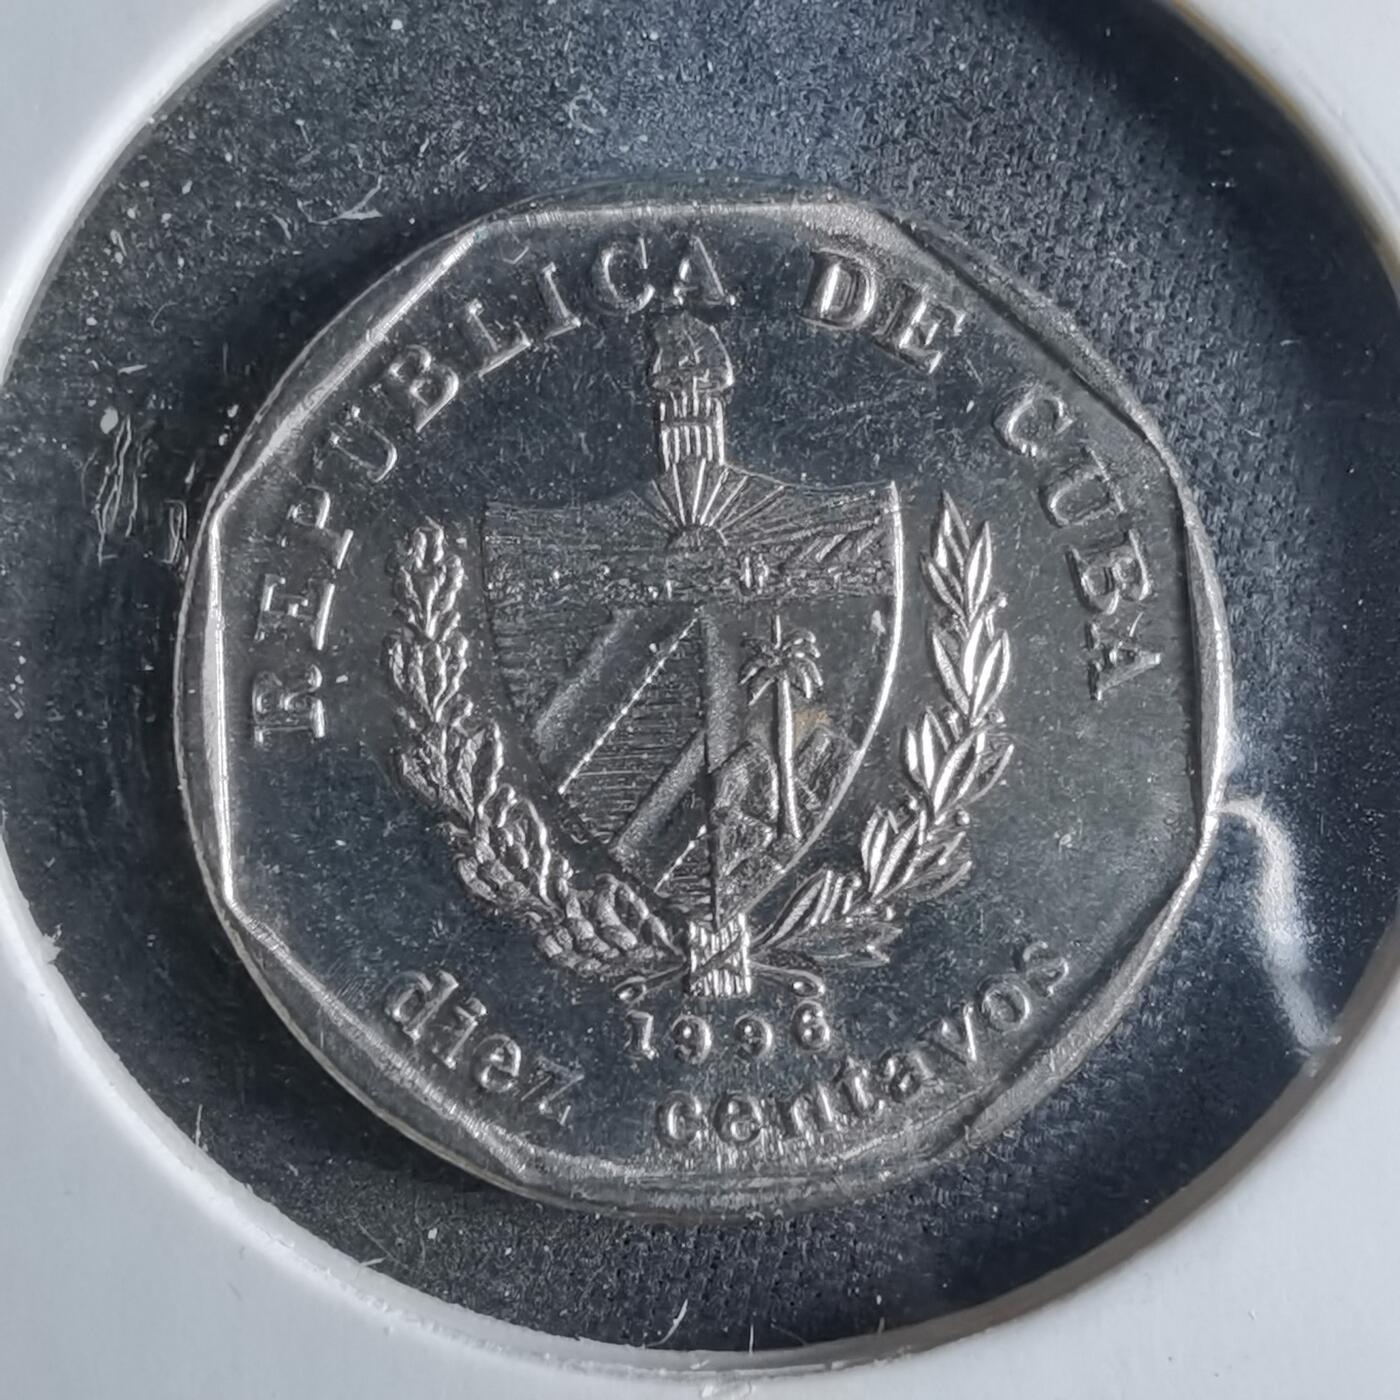 REPUBLICA DE CUBA
1996
diez centavos